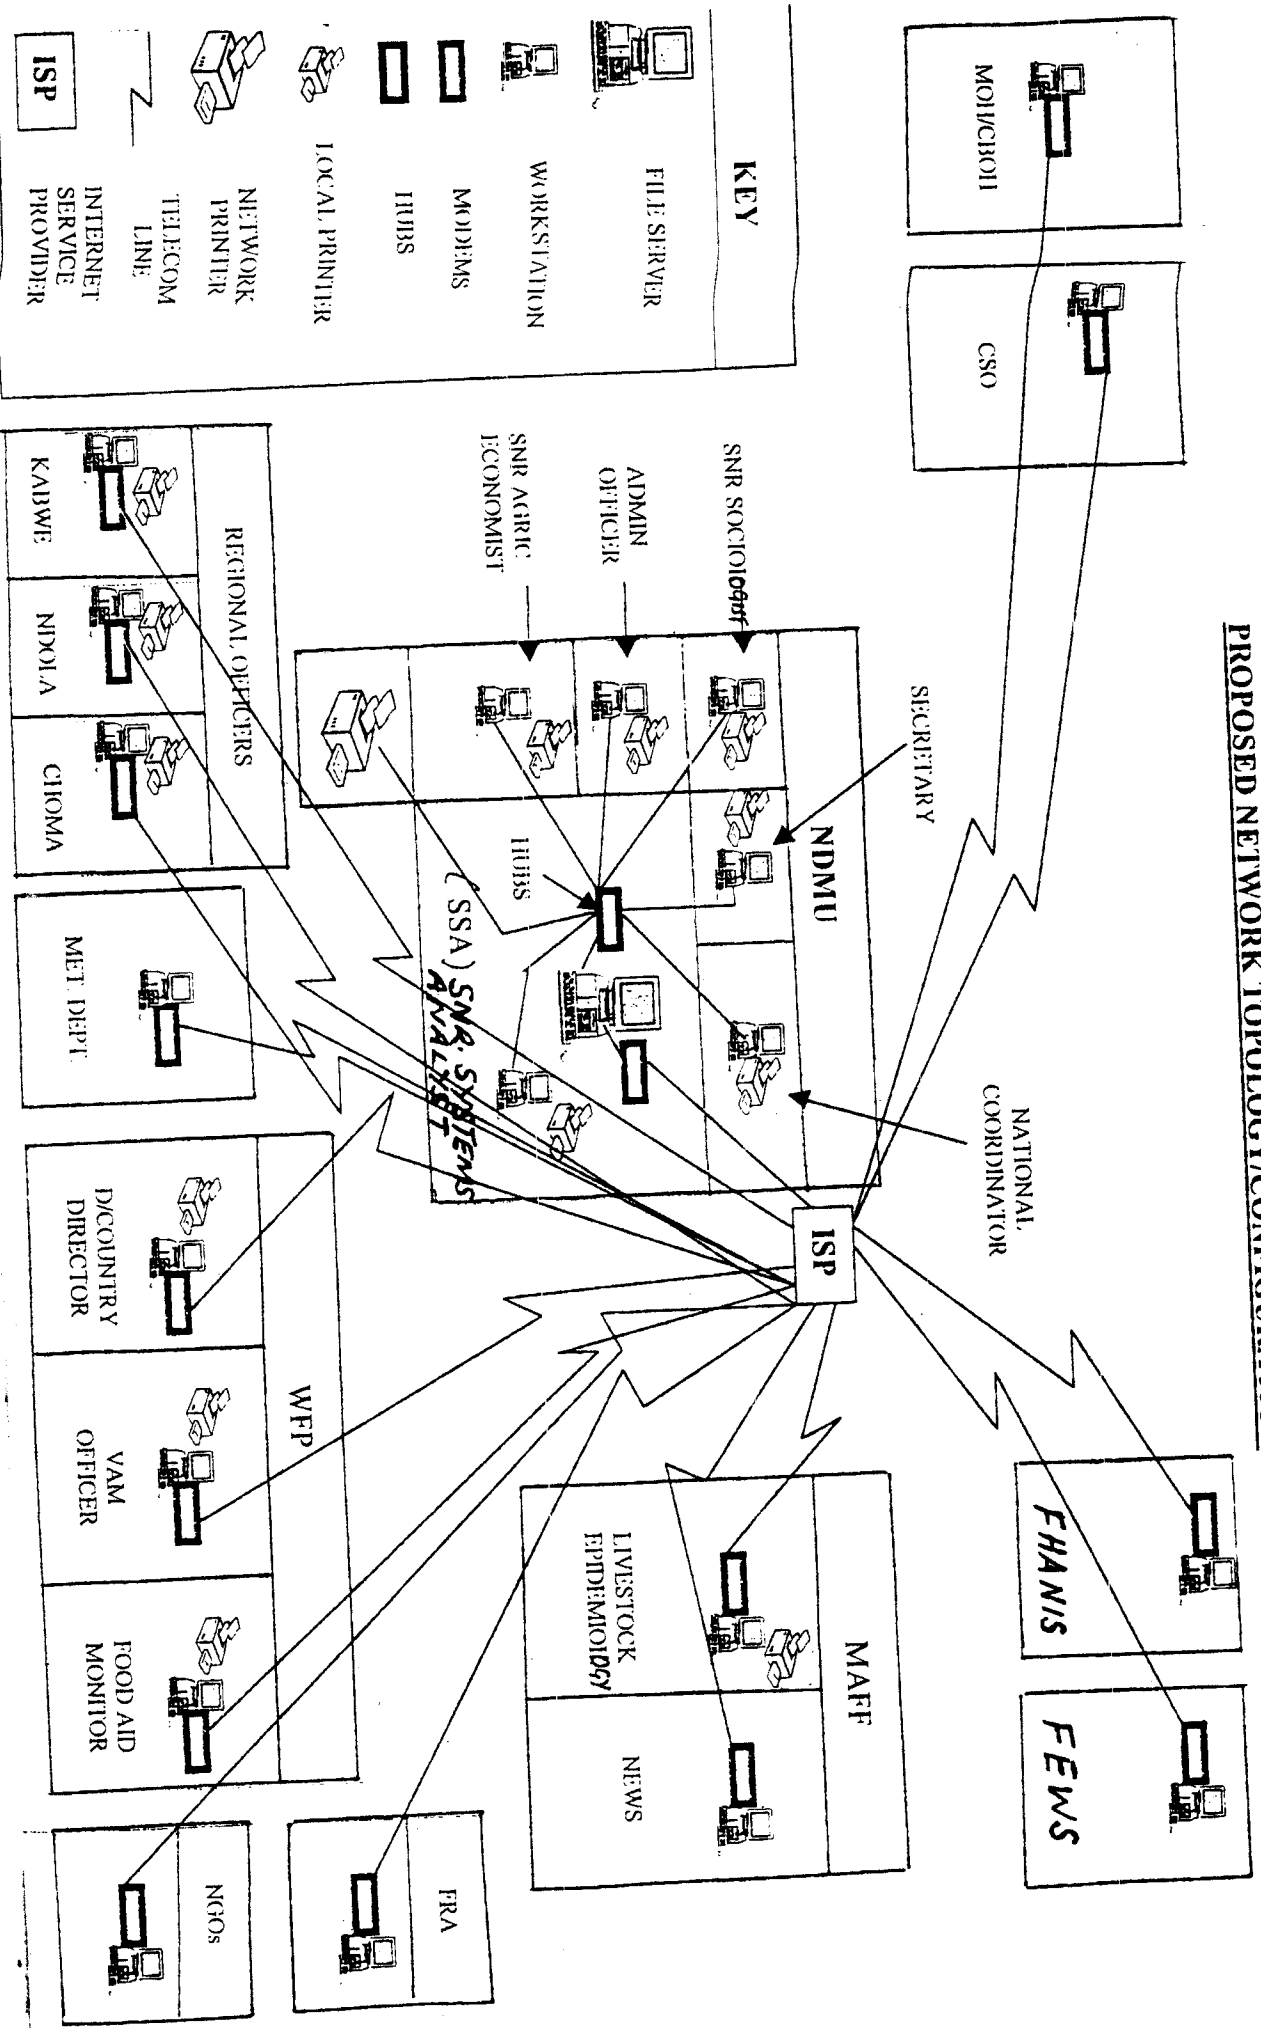 PROPOSED NETWORK TOPOLOGY/CONFIGURATION
MOH/CBOH
CSO
KEY
FILE SERVER
WORKSTATION
MODEMS
HUBS
LOCAL PRINTER
NETWORK
PRINTER
TELECOM
LINE
ISP
INTERNET
SERVICE
PROVIDER
SNR SOCIOlogist
ADMIN
OFFICER
SNR AGRIC
ECONOMIST
SECRETARY
NATIONAL
COORDINATOR
NDMU
HUBS
(SSA) SNR. SYSTEMS
ANALYST
ISP
FHANIS
FEWS
MAFF
LIVESTOCK
EPIDEMIOlOGY
NEWS
REGIONAL OFFICERS
KABWE
NDOLA
CHOMA
MET. DEPT.
WFP
D/COUNTRY
DIRECTOR
VAM
OFFICER
FOOD AID
MONITOR
FRA
NGOs